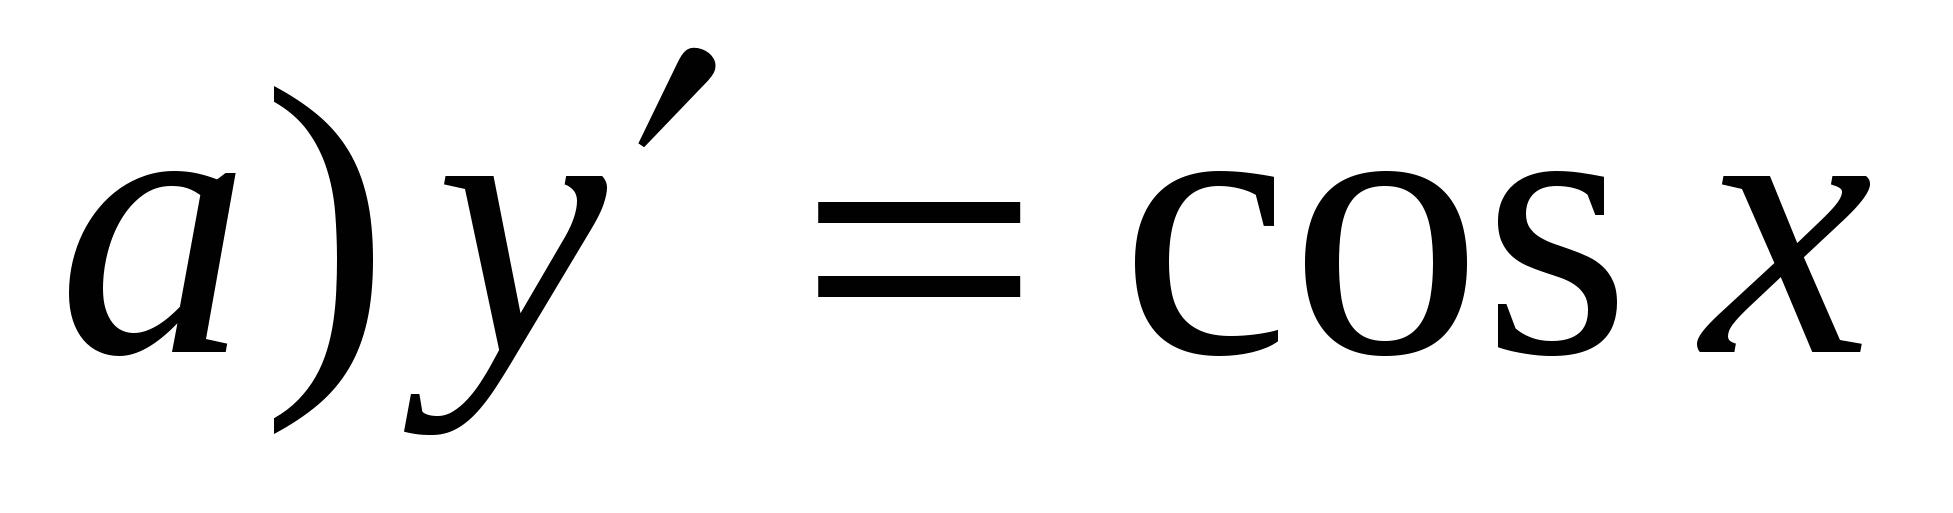 a) y′ = cos x